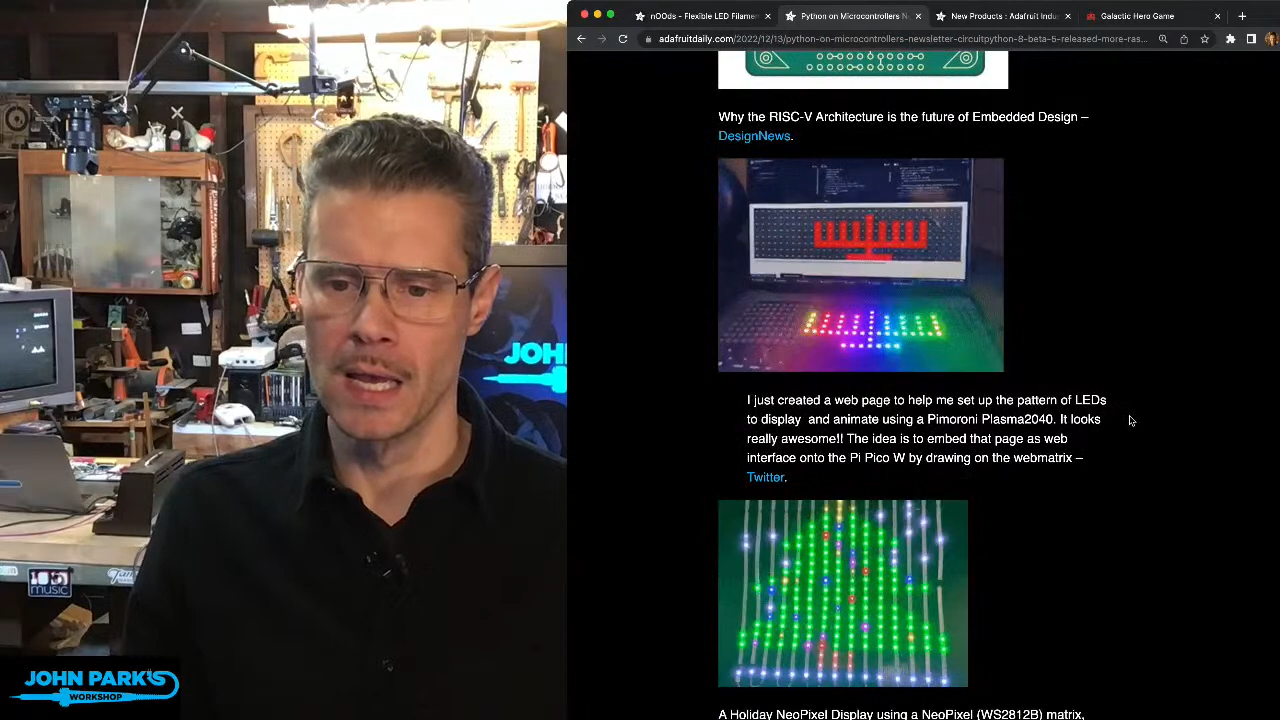 nOOds - Flexible LED Filamen
Python on Microcontrollers N
New Products : Adafruit Indu
Galactic Hero Game
adafruitdaily.com/2022/12/13/python-on-microcontrollers-newsletter-circuitpython-8-beta-5-released-more-ras...
Why the RISC-V Architecture is the future of Embedded Design –
DesignNews.
I just created a web page to help me set up the pattern of LEDs
to display and animate using a Pimoroni Plasma2040. It looks
really awesome!! The idea is to embed that page as web
interface onto the Pi Pico W by drawing on the webmatrix –
Twitter.
A Holiday NeoPixel Display using a NeoPixel (WS2812B) matrix,
JOHN
music
JOHN PARK'S
WORKSHOP